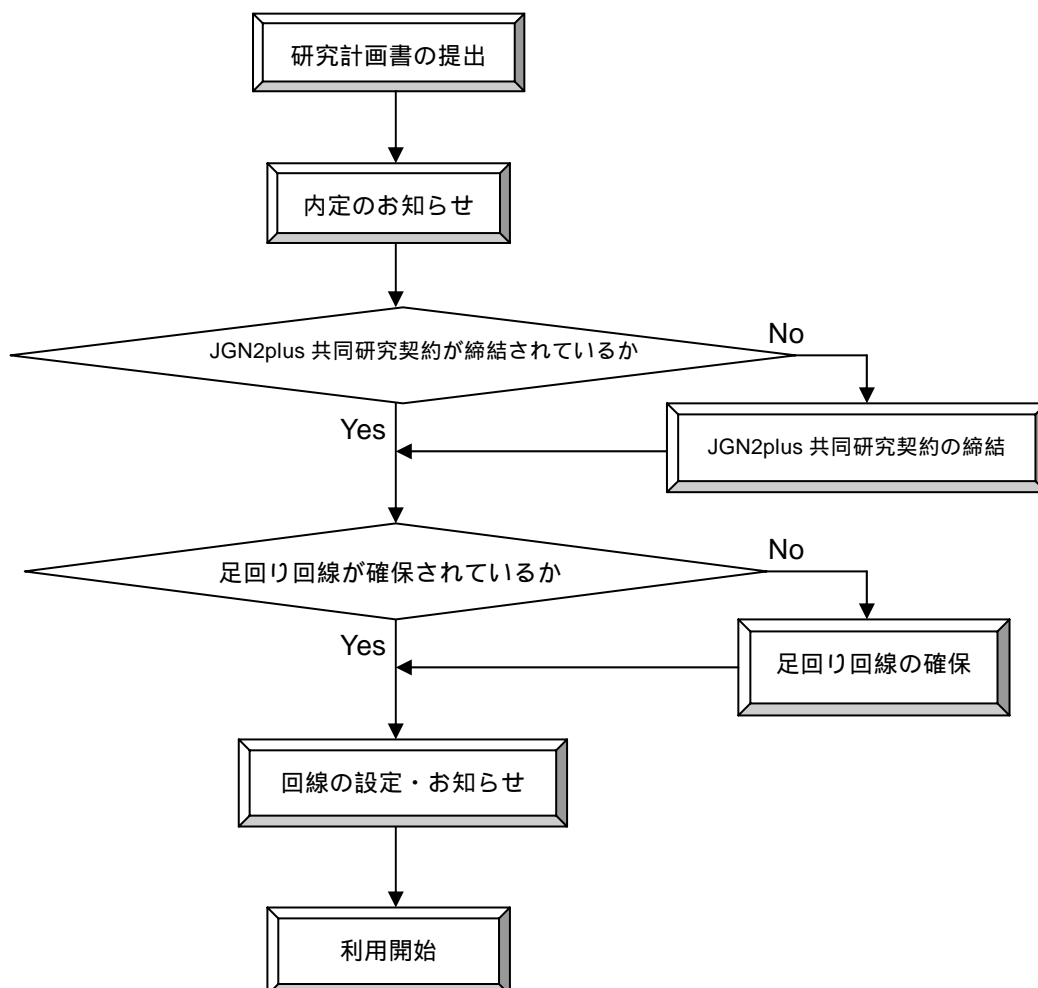 研究計画書の提出
内定のお知らせ
JGN2plus 共同研究契約が締結されているか
No
Yes
JGN2plus 共同研究契約の締結
足回り回線が確保されているか
No
Yes
足回り回線の確保
回線の設定・お知らせ
利用開始